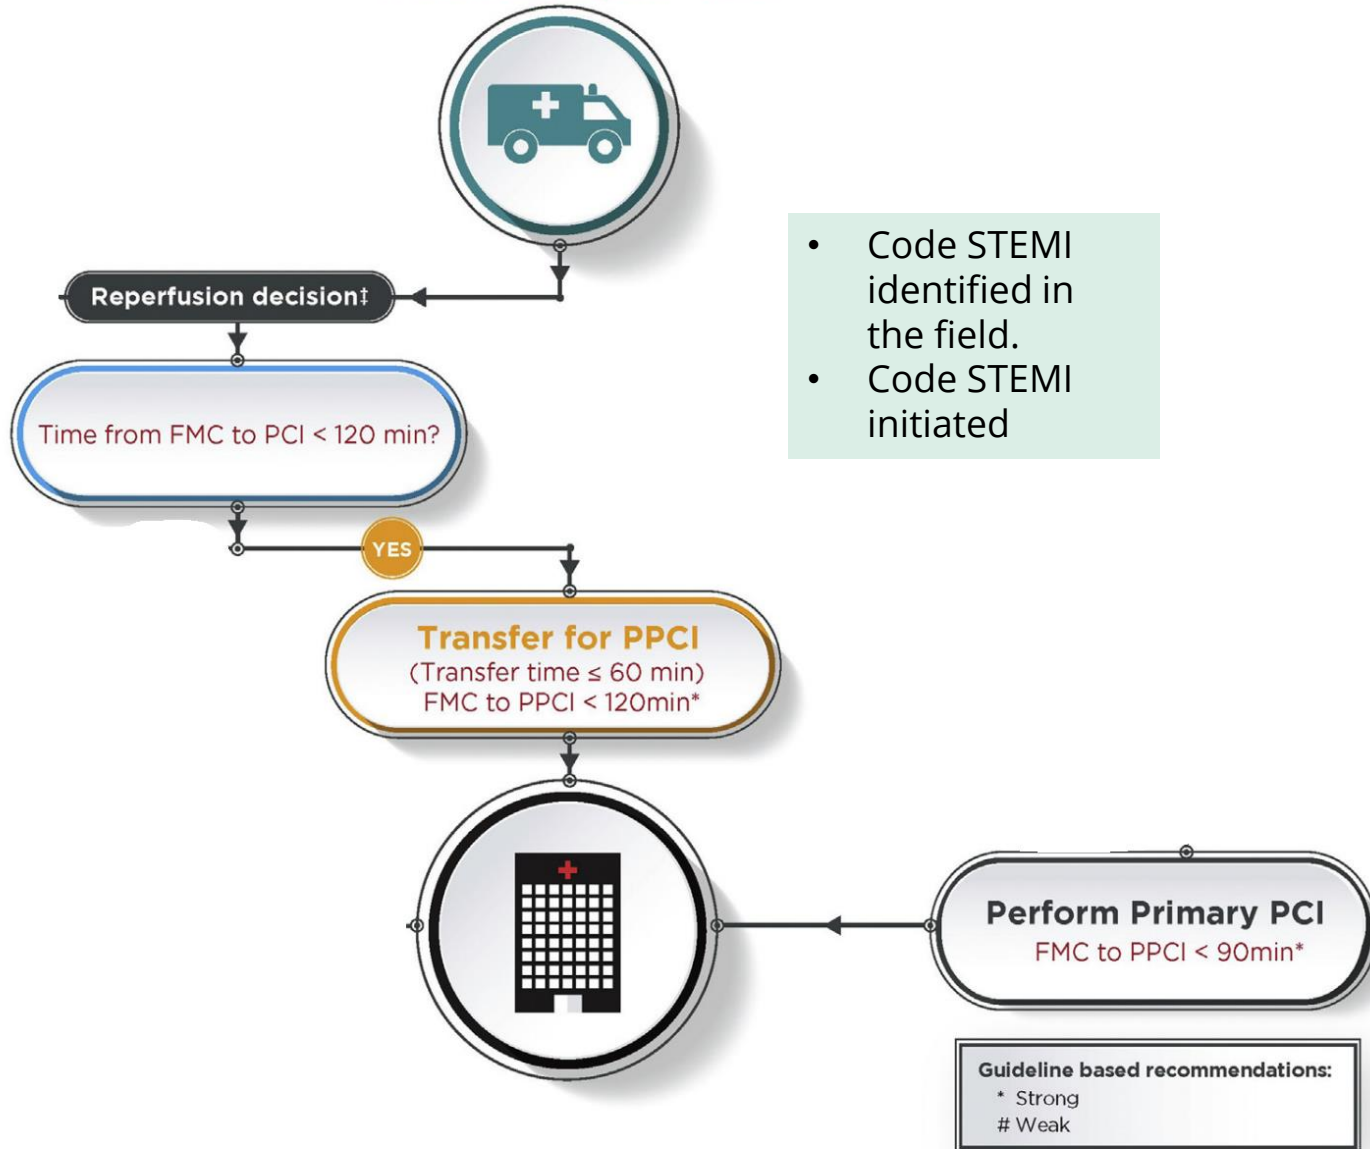 • Code STEMI
identified in
the field.
• Code STEMI
initiated
Reperfusion decision‡
Time from FMC to PCI < 120 min?
YES
Transfer for PPCI
(Transfer time ≤ 60 min)
FMC to PPCI < 120min*
Perform Primary PCI
FMC to PPCI < 90min*
Guideline based recommendations:
* Strong
# Weak